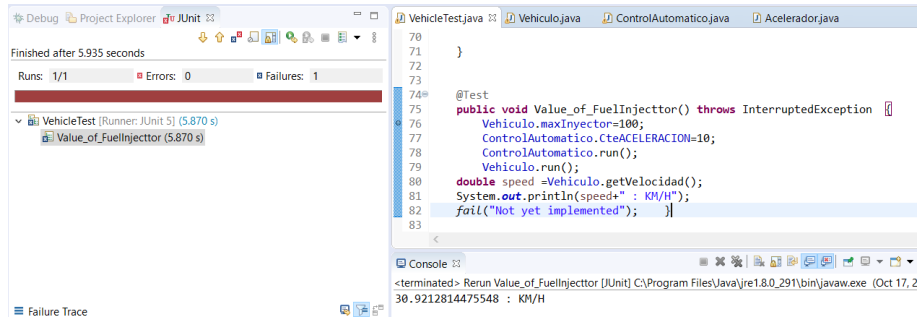 Debug Project Explorer JUnit
Finished after 5.935 seconds
Runs: 1/1 Errors: 0 Failures: 1
VehicleTest [Runner: JUnit 5] (5.870 s)
Value_of_FuelInjecttor (5.870 s)
Failure Trace
VehicleTest.java Vehiculo.java ControlAutomatico.java Acelerador.java
70
71 }
72
73
74 @Test
75 public void Value_of_FuelInjecttor() throws InterruptedException {
76 Vehiculo.maxInyector=100;
77 ControlAutomatico.CteACELERACION=10;
78 ControlAutomatico.run();
79 Vehiculo.run();
80 double speed =Vehiculo.getVelocidad();
81 System.out.println(speed+" : KM/H");
82 fail("Not yet implemented"); }
83
Console
<terminated> Rerun Value_of_FuelInjecttor [JUnit] C:\Program Files\Java\jre1.8.0_291\bin\javaw.exe (Oct 17, 2
30.9212814475548 : KM/H